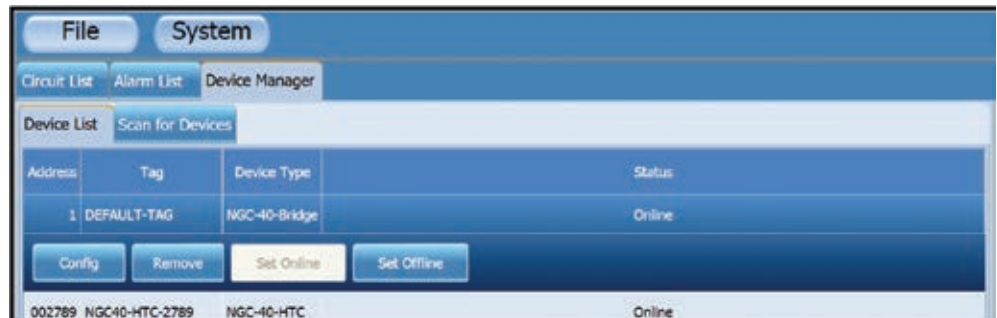 File System
Circuit List Alarm List Device Manager
Device List Scan for Devices
Address Tag Device Type Status
1 DEFAULT-TAG NGC-40-Bridge Online
Config Remove Set Online Set Offline
002789 NGC40-HTC-2789 NGC-40-HTC Online